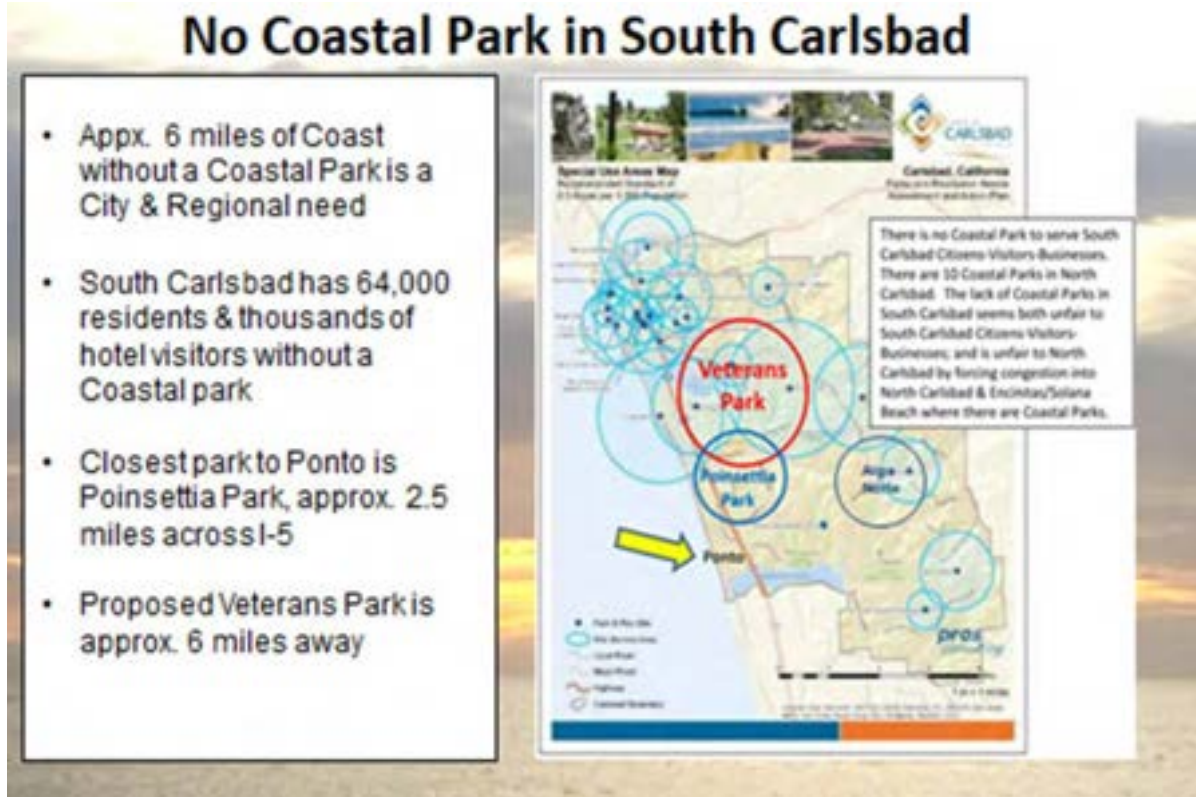 No Coastal Park in South Carlsbad
• Appx. 6 miles of Coast
without a Coastal Park is a
City & Regional need
• South Carlsbad has 64,000
residents & thousands of
hotel visitors without a
Coastal park
• Closest park to Ponto is
Poinsettia Park, approx. 2.5
miles across I-5
• Proposed Veterans Park is
approx. 6 miles away
CARLSBAD
Special Use Areas Map
Carlsbad, California
There is no Coastal Park to serve South
Carlsbad Citizens-Visitors-Businesses.
There are 10 Coastal Parks in North
Carlsbad. The lack of Coastal Parks in
South Carlsbad seems both unfair to
South Carlsbad Citizens-Visitors-
Businesses; and is unfair to North
Carlsbad by forcing congestion into
North Carlsbad & Encinitas/Solana
Beach where there are Coastal Parks.
Veterans
Park
Poinsettia
Park
Ponto
pros